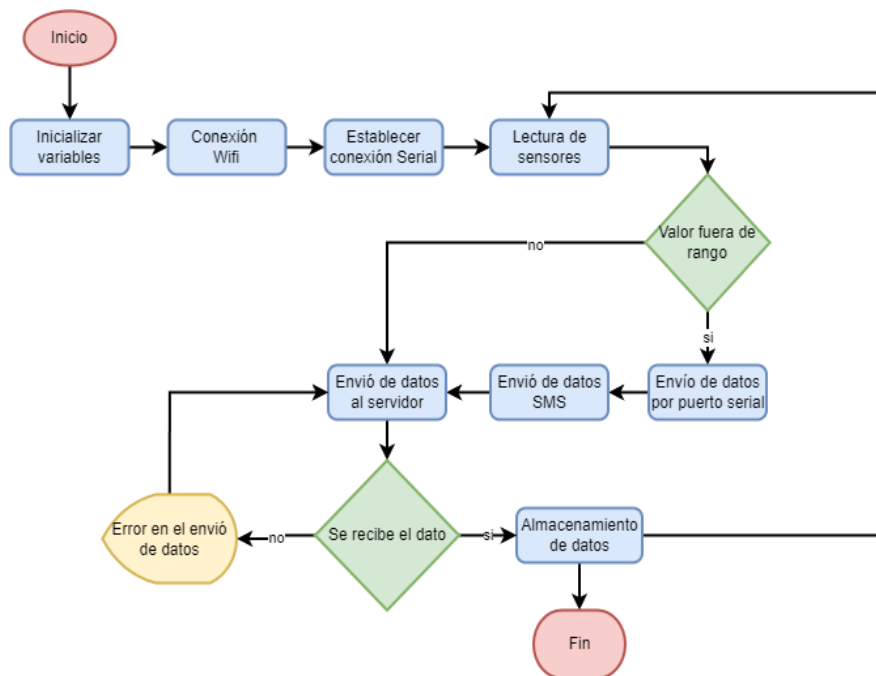 Inicio
Inicializar
variables
Conexión
Wifi
Establecer
conexión Serial
Lectura de
sensores
Valor fuera de
rango
no
si
Envió de datos
al servidor
Envió de datos
SMS
Envío de datos
por puerto serial
Error en el envió
de datos
no
Se recibe el dato
si
Almacenamiento
de datos
Fin